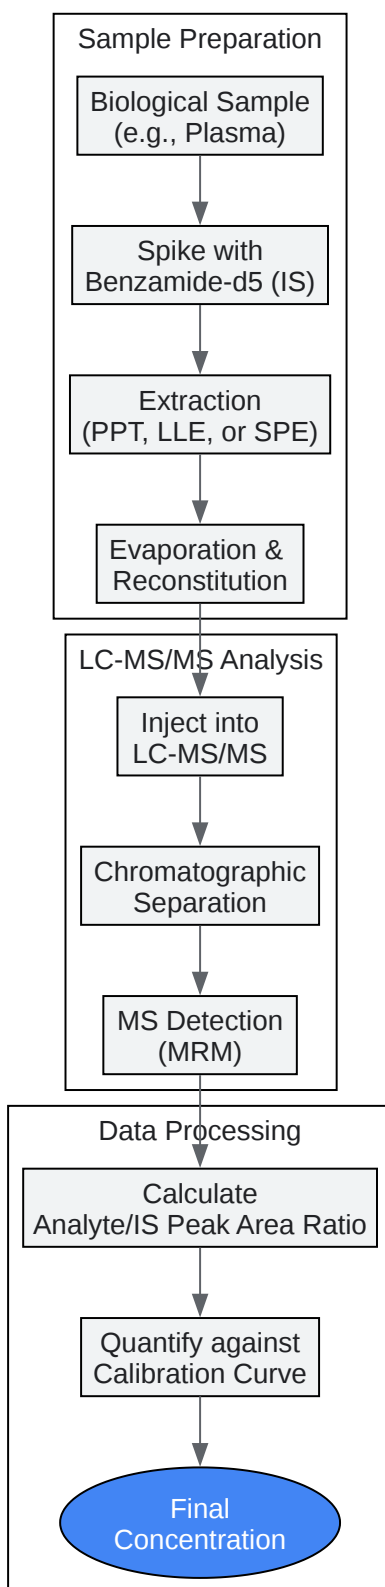 Sample Preparation
Biological Sample
(e.g., Plasma)
Spike with
Benzamide-d5 (IS)
Extraction
(PPT, LLE, or SPE)
Evaporation &
Reconstitution
LC-MS/MS Analysis
Inject into
LC-MS/MS
Chromatographic
Separation
MS Detection
(MRM)
Data Processing
Calculate
Analyte/IS Peak Area Ratio
Quantify against
Calibration Curve
Final
Concentration